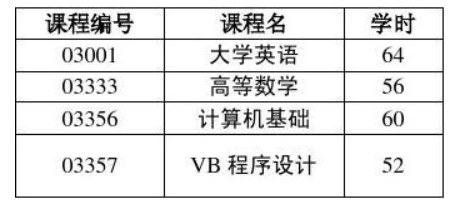 课程编号 课程名 学时
03001 大学英语 64
03333 高等数学 56
03356 计算机基础 60
03357 VB 程序设计 52